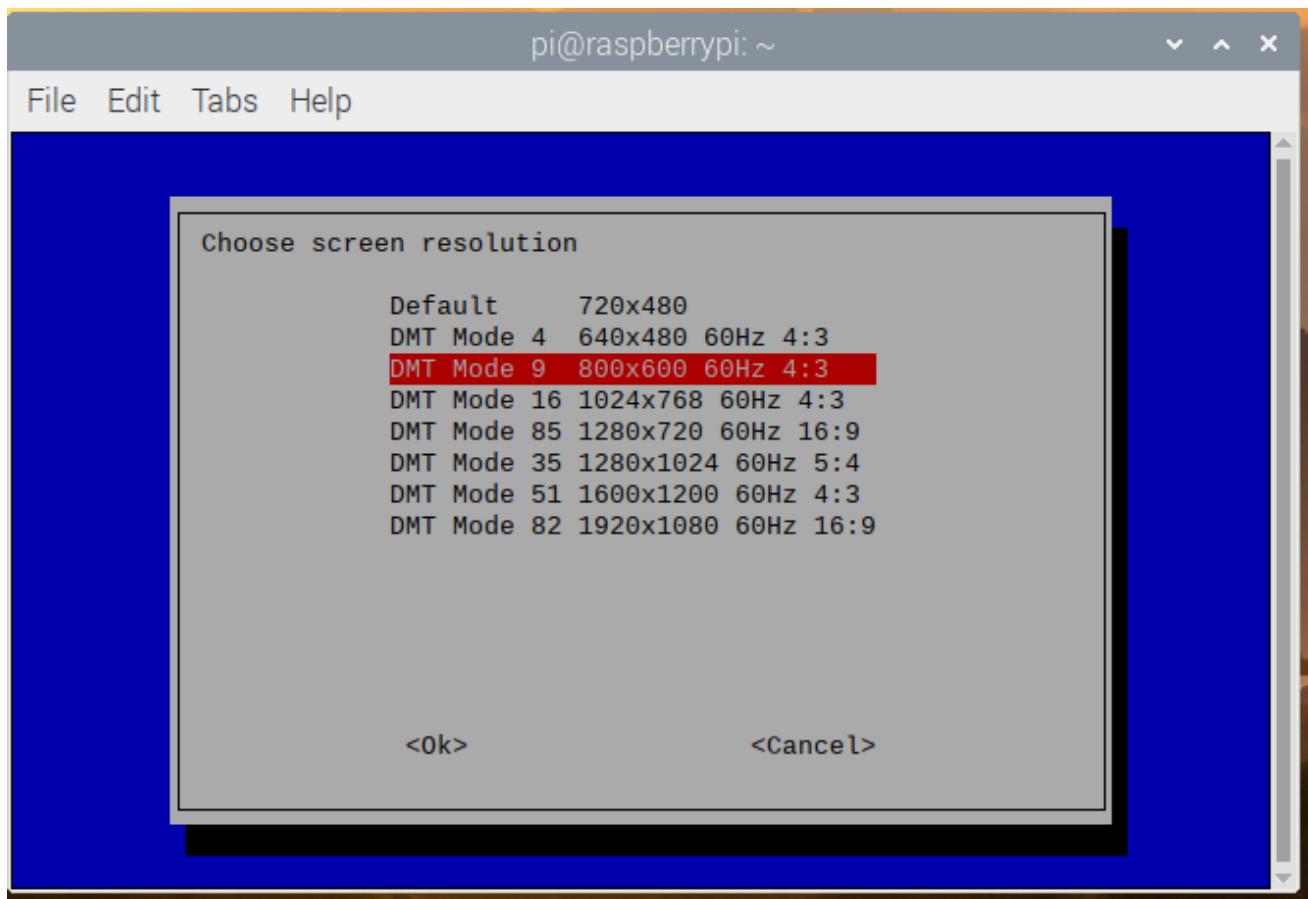 pi@raspberrypi: ~
File Edit Tabs Help
Choose screen resolution
Default 720x480
DMT Mode 4 640x480 60Hz 4:3
DMT Mode 9 800x600 60Hz 4:3
DMT Mode 16 1024x768 60Hz 4:3
DMT Mode 85 1280x720 60Hz 16:9
DMT Mode 35 1280x1024 60Hz 5:4
DMT Mode 51 1600x1200 60Hz 4:3
DMT Mode 82 1920x1080 60Hz 16:9
<Ok> <Cancel>